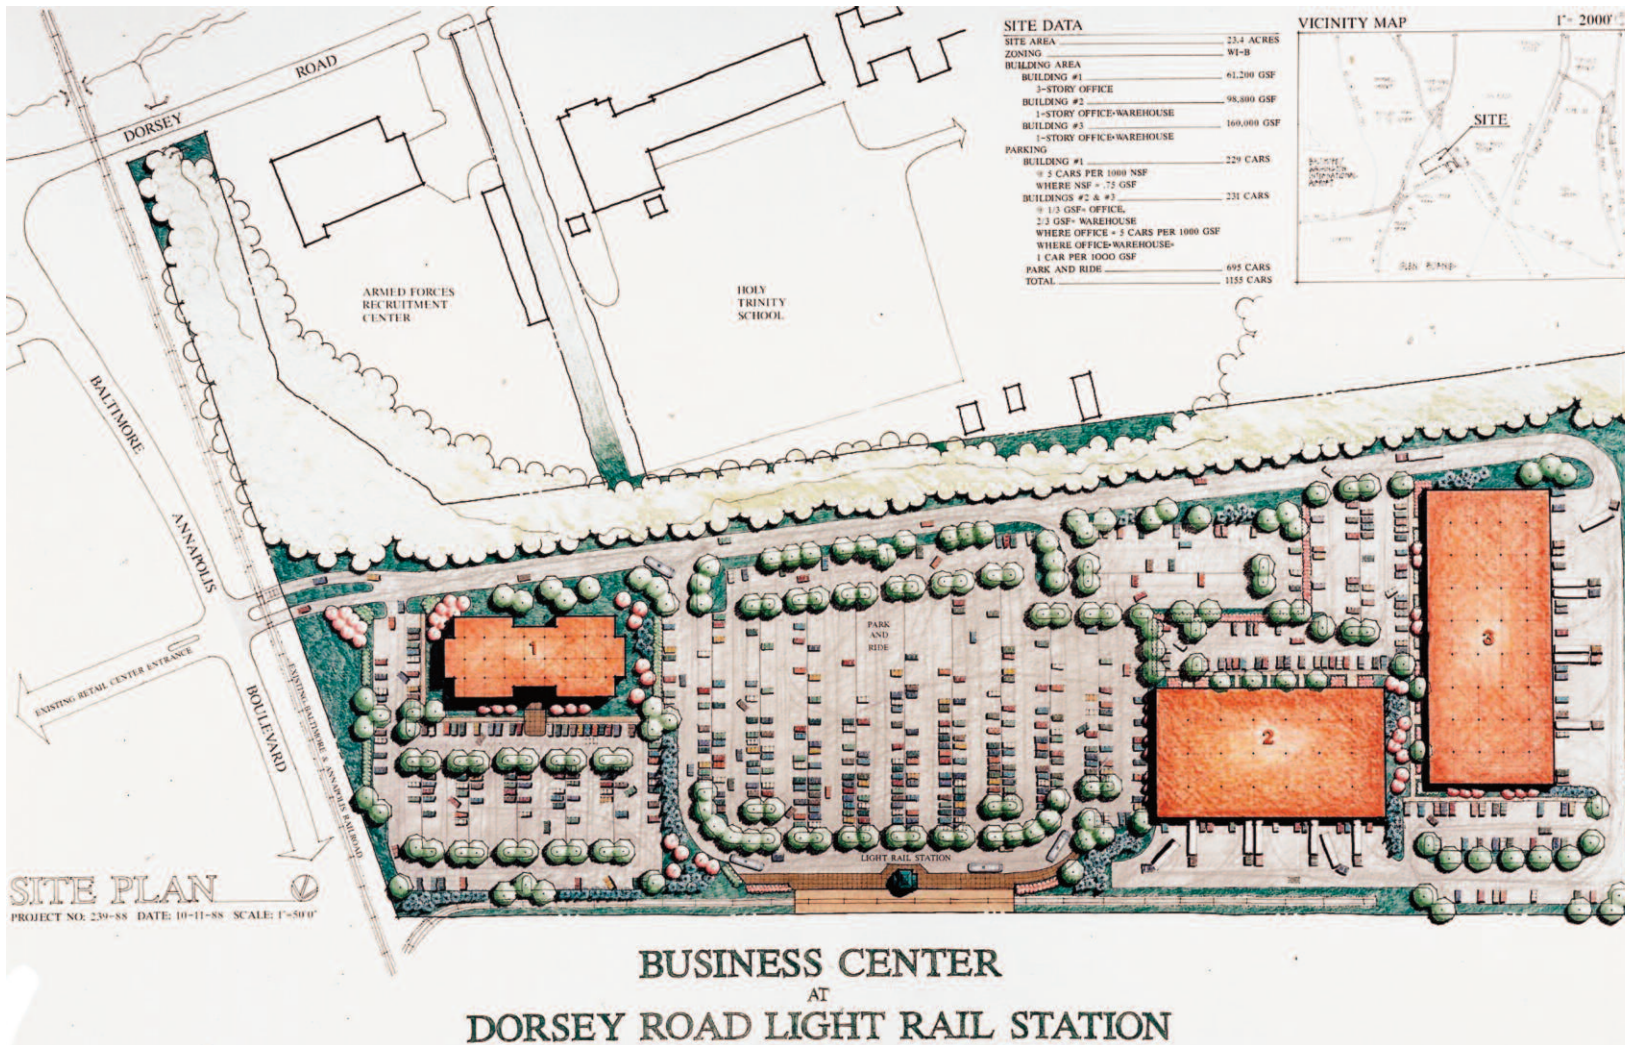 SITE DATA
SITE AREA 23.4 ACRES
ZONING WI-B
BUILDING AREA
BUILDING #1 61,200 GSF
3-STORY OFFICE
BUILDING #2 98,800 GSF
1-STORY OFFICE•WAREHOUSE
BUILDING #3 160,000 GSF
1-STORY OFFICE•WAREHOUSE
PARKING
BUILDING #1 229 CARS
@ 5 CARS PER 1000 NSF
WHERE NSF = .75 GSF
BUILDINGS #2 & #3 231 CARS
@ 1/3 GSF= OFFICE,
2/3 GSF= WAREHOUSE
WHERE OFFICE = 5 CARS PER 1000 GSF
WHERE OFFICE•WAREHOUSE=
1 CAR PER 1000 GSF
PARK AND RIDE 695 CARS
TOTAL 1155 CARS
VICINITY MAP 1"= 2000'
SITE
DORSEY ROAD
ARMED FORCES
RECRUITMENT
CENTER
HOLY
TRINITY
SCHOOL
BALTIMORE ANNAPOLIS BOULEVARD
EXISTING RETAIL CENTER ENTRANCE
EXISTING BALTIMORE & ANNAPOLIS RAILROAD
1
PARK
AND
RIDE
2
3
LIGHT RAIL STATION
SITE PLAN
PROJECT NO: 239-88 DATE: 10-11-88 SCALE: 1"=50'0"
BUSINESS CENTER
AT
DORSEY ROAD LIGHT RAIL STATION